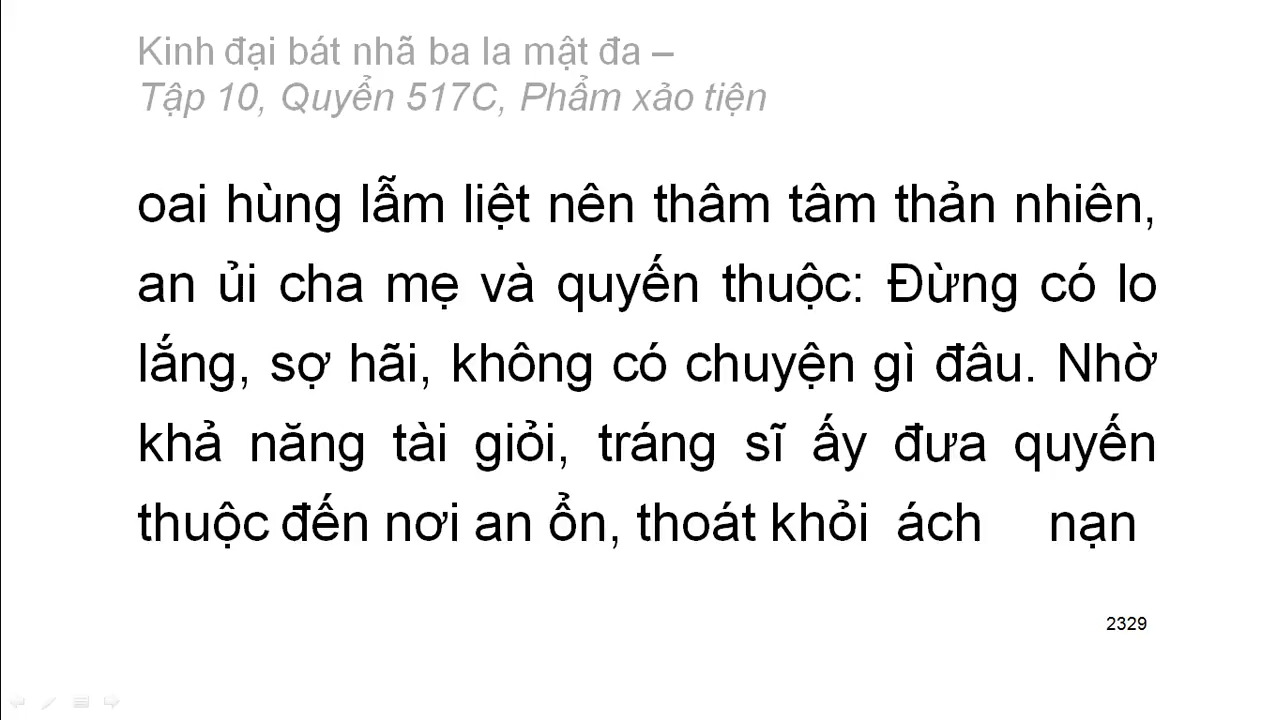 Kinh đại bát nhã ba la mật đa –
Tập 10, Quyển 517C, Phẩm xảo tiện
oai hùng lẫm liệt nên thâm tâm thản nhiên,
an ủi cha mẹ và quyến thuộc: Đừng có lo
lắng, sợ hãi, không có chuyện gì đâu. Nhờ
khả năng tài giỏi, tráng sĩ ấy đưa quyến
thuộc đến nơi an ổn, thoát khỏi ách nạn
2329